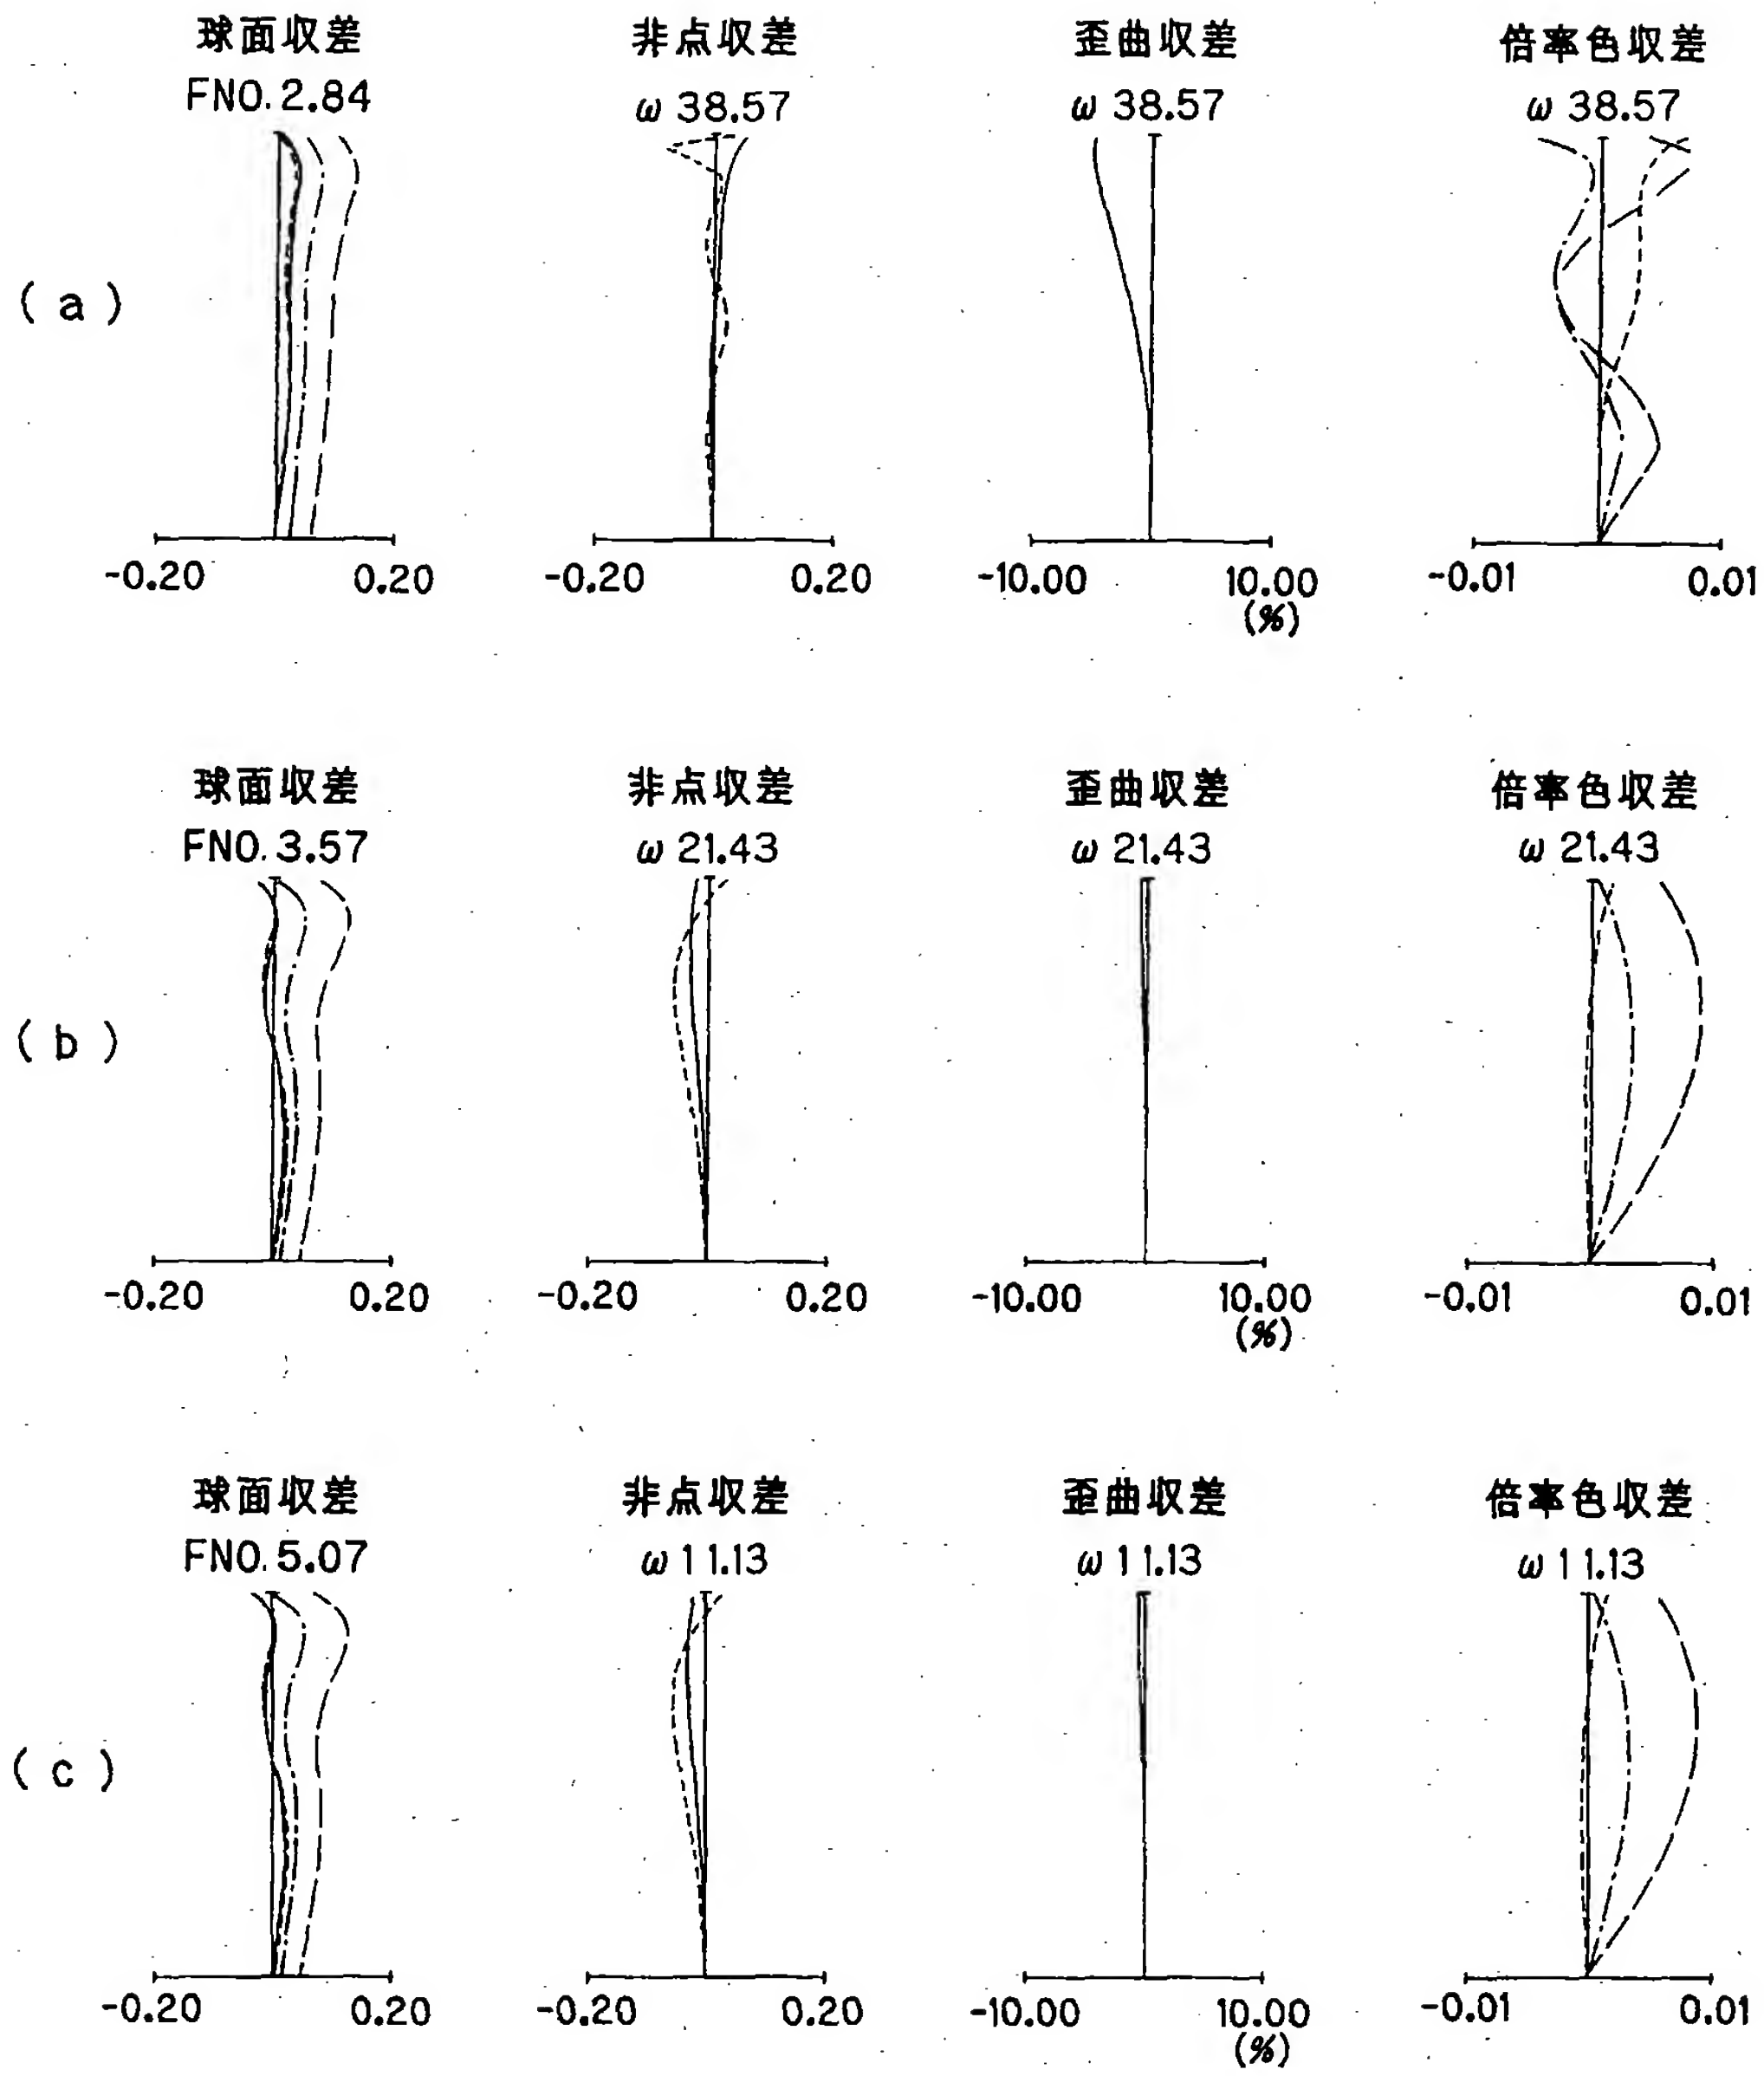 球面収差 非点収差 歪曲収差 倍率色収差
FNO. 2.84 ω 38.57 ω 38.57 ω 38.57
(a)
-0.20 0.20 -0.20 0.20 -10.00 10.00 -0.01 0.01
(%)
球面収差 非点収差 歪曲収差 倍率色収差
FNO. 3.57 ω 21.43 ω 21.43 ω 21.43
(b)
-0.20 0.20 -0.20 0.20 -10.00 10.00 -0.01 0.01
(%)
球面収差 非点収差 歪曲収差 倍率色収差
FNO. 5.07 ω 11.13 ω 11.13 ω 11.13
(c)
-0.20 0.20 -0.20 0.20 -10.00 10.00 -0.01 0.01
(%)